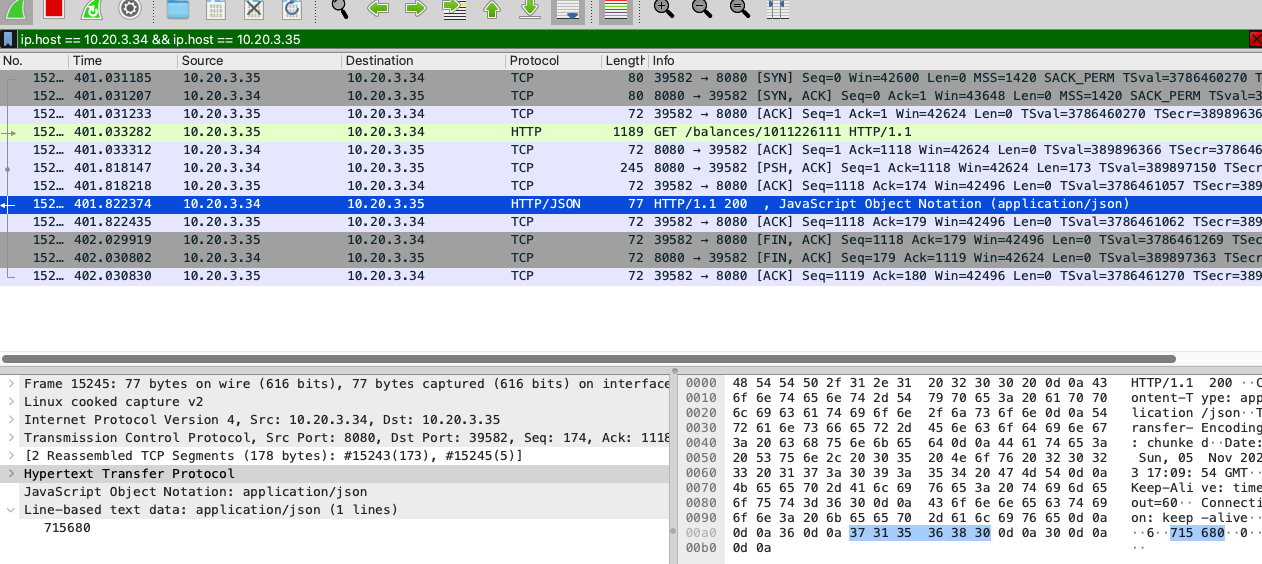 ip.host == 10.20.3.34 && ip.host == 10.20.3.35
No. Time Source Destination Protocol Length Info
152… 401.031185 10.20.3.35 10.20.3.34 TCP 80 39582 → 8080 [SYN] Seq=0 Win=42600 Len=0 MSS=1420 SACK_PERM TSval=3786460270 T
152… 401.031207 10.20.3.34 10.20.3.35 TCP 80 8080 → 39582 [SYN, ACK] Seq=0 Ack=1 Win=43648 Len=0 MSS=1420 SACK_PERM TSval=3
152… 401.031233 10.20.3.35 10.20.3.34 TCP 72 39582 → 8080 [ACK] Seq=1 Ack=1 Win=42624 Len=0 TSval=3786460270 TSecr=38989636
152… 401.033282 10.20.3.35 10.20.3.34 HTTP 1189 GET /balances/1011226111 HTTP/1.1
152… 401.033312 10.20.3.34 10.20.3.35 TCP 72 8080 → 39582 [ACK] Seq=1 Ack=1118 Win=42624 Len=0 TSval=389896366 TSecr=378646
152… 401.818147 10.20.3.34 10.20.3.35 TCP 245 8080 → 39582 [PSH, ACK] Seq=1 Ack=1118 Win=42624 Len=173 TSval=389897150 TSecr
152… 401.818218 10.20.3.35 10.20.3.34 TCP 72 39582 → 8080 [ACK] Seq=1118 Ack=174 Win=42496 Len=0 TSval=3786461057 TSecr=389
152… 401.822374 10.20.3.34 10.20.3.35 HTTP/JSON 77 HTTP/1.1 200 , JavaScript Object Notation (application/json)
152… 401.822435 10.20.3.35 10.20.3.34 TCP 72 39582 → 8080 [ACK] Seq=1118 Ack=179 Win=42496 Len=0 TSval=3786461062 TSecr=389
152… 402.029919 10.20.3.35 10.20.3.34 TCP 72 39582 → 8080 [FIN, ACK] Seq=1118 Ack=179 Win=42496 Len=0 TSval=3786461269 TSec
152… 402.030802 10.20.3.34 10.20.3.35 TCP 72 8080 → 39582 [FIN, ACK] Seq=179 Ack=1119 Win=42624 Len=0 TSval=389897363 TSecr
152… 402.030830 10.20.3.35 10.20.3.34 TCP 72 39582 → 8080 [ACK] Seq=1119 Ack=180 Win=42496 Len=0 TSval=3786461270 TSecr=389
Frame 15245: 77 bytes on wire (616 bits), 77 bytes captured (616 bits) on interface
Linux cooked capture v2
Internet Protocol Version 4, Src: 10.20.3.34, Dst: 10.20.3.35
Transmission Control Protocol, Src Port: 8080, Dst Port: 39582, Seq: 174, Ack: 1118
[2 Reassembled TCP Segments (178 bytes): #15243(173), #15245(5)]
Hypertext Transfer Protocol
JavaScript Object Notation: application/json
Line-based text data: application/json (1 lines)
715680
0000 48 54 54 50 2f 31 2e 31 20 32 30 30 20 0d 0a 43 HTTP/1.1 200 ··C
0010 6f 6e 74 65 6e 74 2d 54 79 70 65 3a 20 61 70 70 ontent-T ype: app
0020 6c 69 63 61 74 69 6f 6e 2f 6a 73 6f 6e 0d 0a 54 lication /json··T
0030 72 61 6e 73 66 65 72 2d 45 6e 63 6f 64 69 6e 67 ransfer- Encoding
0040 3a 20 63 68 75 6e 6b 65 64 0d 0a 44 61 74 65 3a : chunke d··Date:
0050 20 53 75 6e 2c 20 30 35 20 4e 6f 76 20 32 30 32 Sun, 05 Nov 202
0060 33 20 31 37 3a 30 39 3a 35 34 20 47 4d 54 0d 0a 3 17:09: 54 GMT··
0070 4b 65 65 70 2d 41 6c 69 76 65 3a 20 74 69 6d 65 Keep-Ali ve: time
0080 6f 75 74 3d 36 30 0d 0a 43 6f 6e 6e 65 63 74 69 out=60·· Connecti
0090 6f 6e 3a 20 6b 65 65 70 2d 61 6c 69 76 65 0d 0a on: keep -alive··
00a0 0d 0a 36 0d 0a 37 31 35 36 38 30 0d 0a 30 0d 0a ··6··715 680··0··
00b0 0d 0a ··